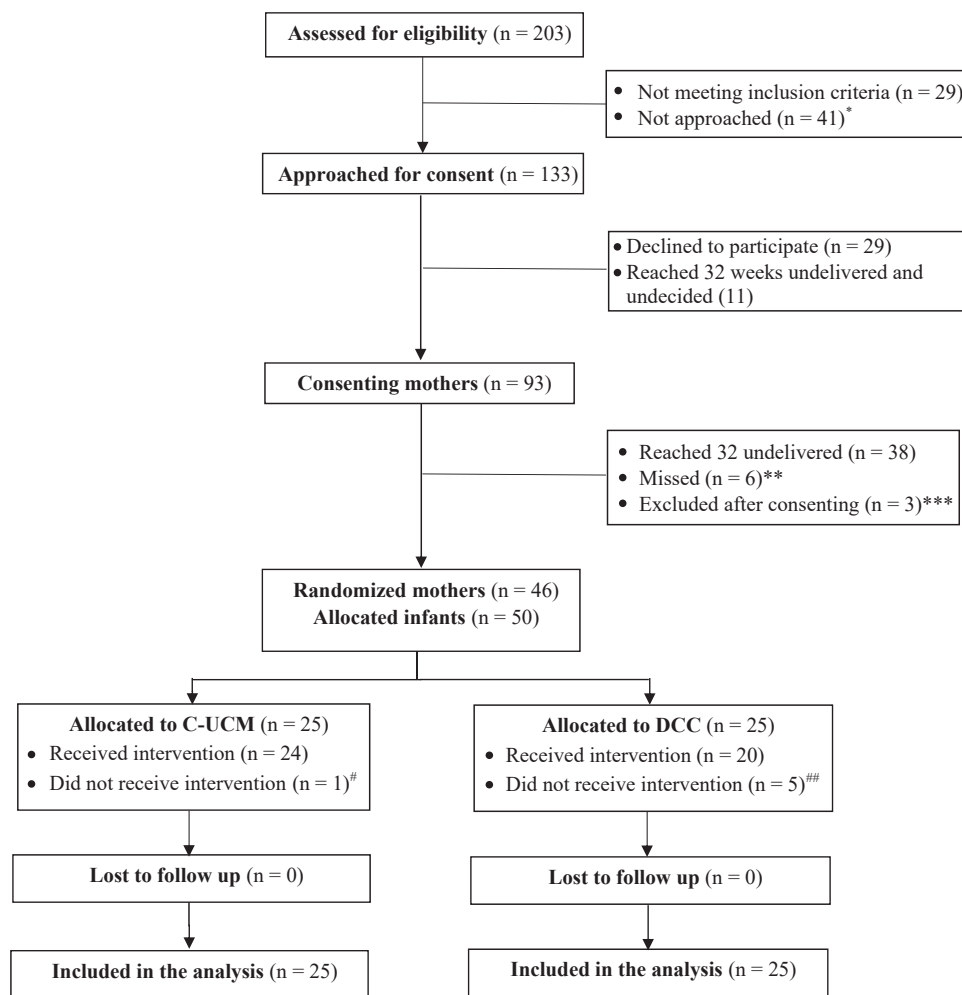 Assessed for eligibility (n = 203)
• Not meeting inclusion criteria (n = 29)
• Not approached (n = 41)*
Approached for consent (n = 133)
• Declined to participate (n = 29)
• Reached 32 weeks undelivered and
undecided (11)
Consenting mothers (n = 93)
• Reached 32 undelivered (n = 38)
• Missed (n = 6)**
• Excluded after consenting (n = 3)***
Randomized mothers (n = 46)
Allocated infants (n = 50)
Allocated to C-UCM (n = 25)
• Received intervention (n = 24)
• Did not receive intervention (n = 1)#
Allocated to DCC (n = 25)
• Received intervention (n = 20)
• Did not receive intervention (n = 5)##
Lost to follow up (n = 0)
Lost to follow up (n = 0)
Included in the analysis (n = 25)
Included in the analysis (n = 25)